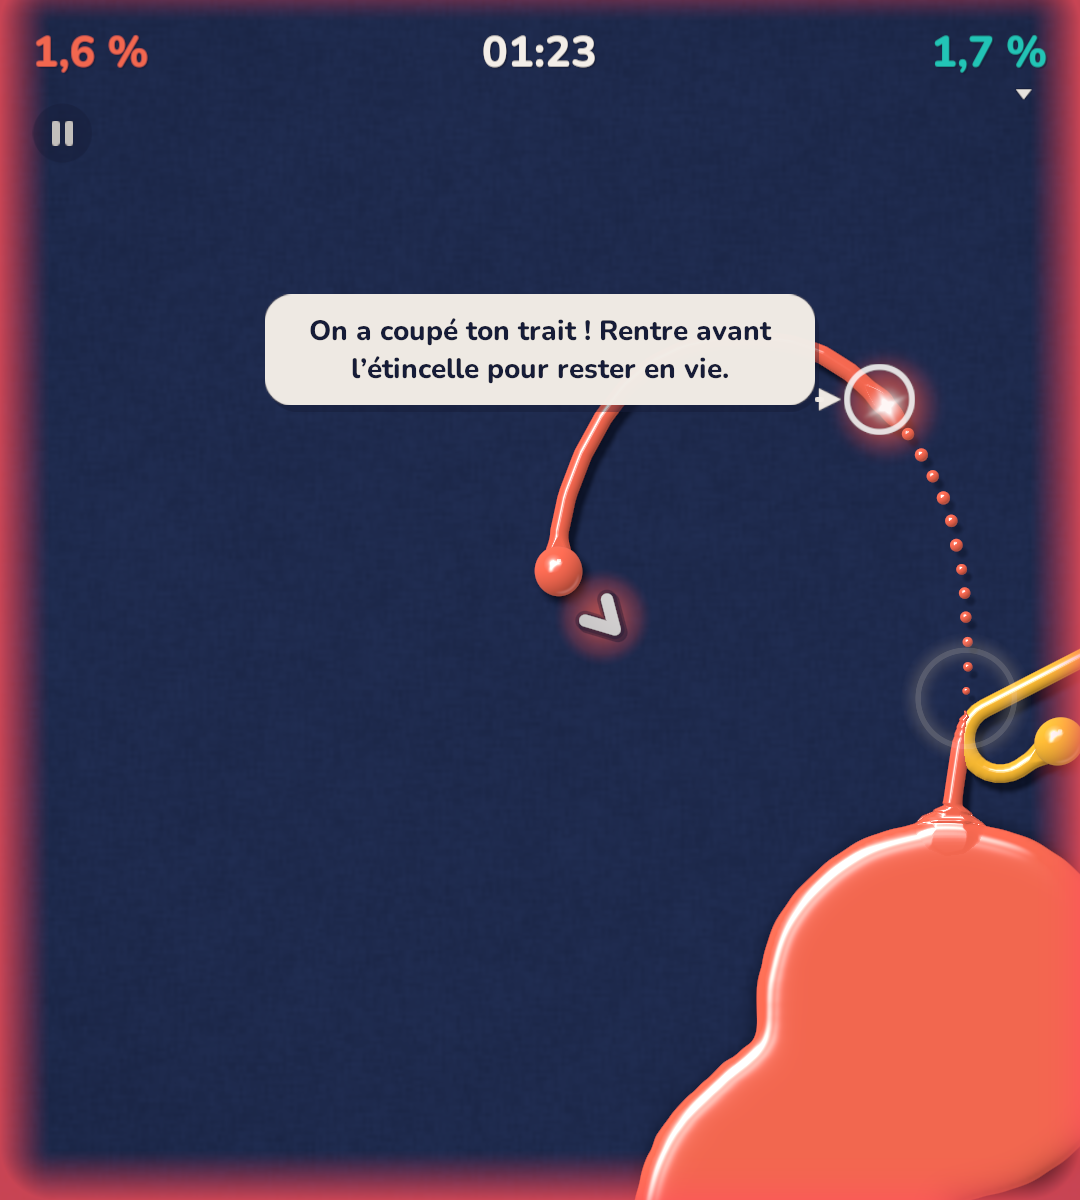 1,6 %
01:23
1,7 %
On a coupé ton trait ! Rentre avant
l’étincelle pour rester en vie.